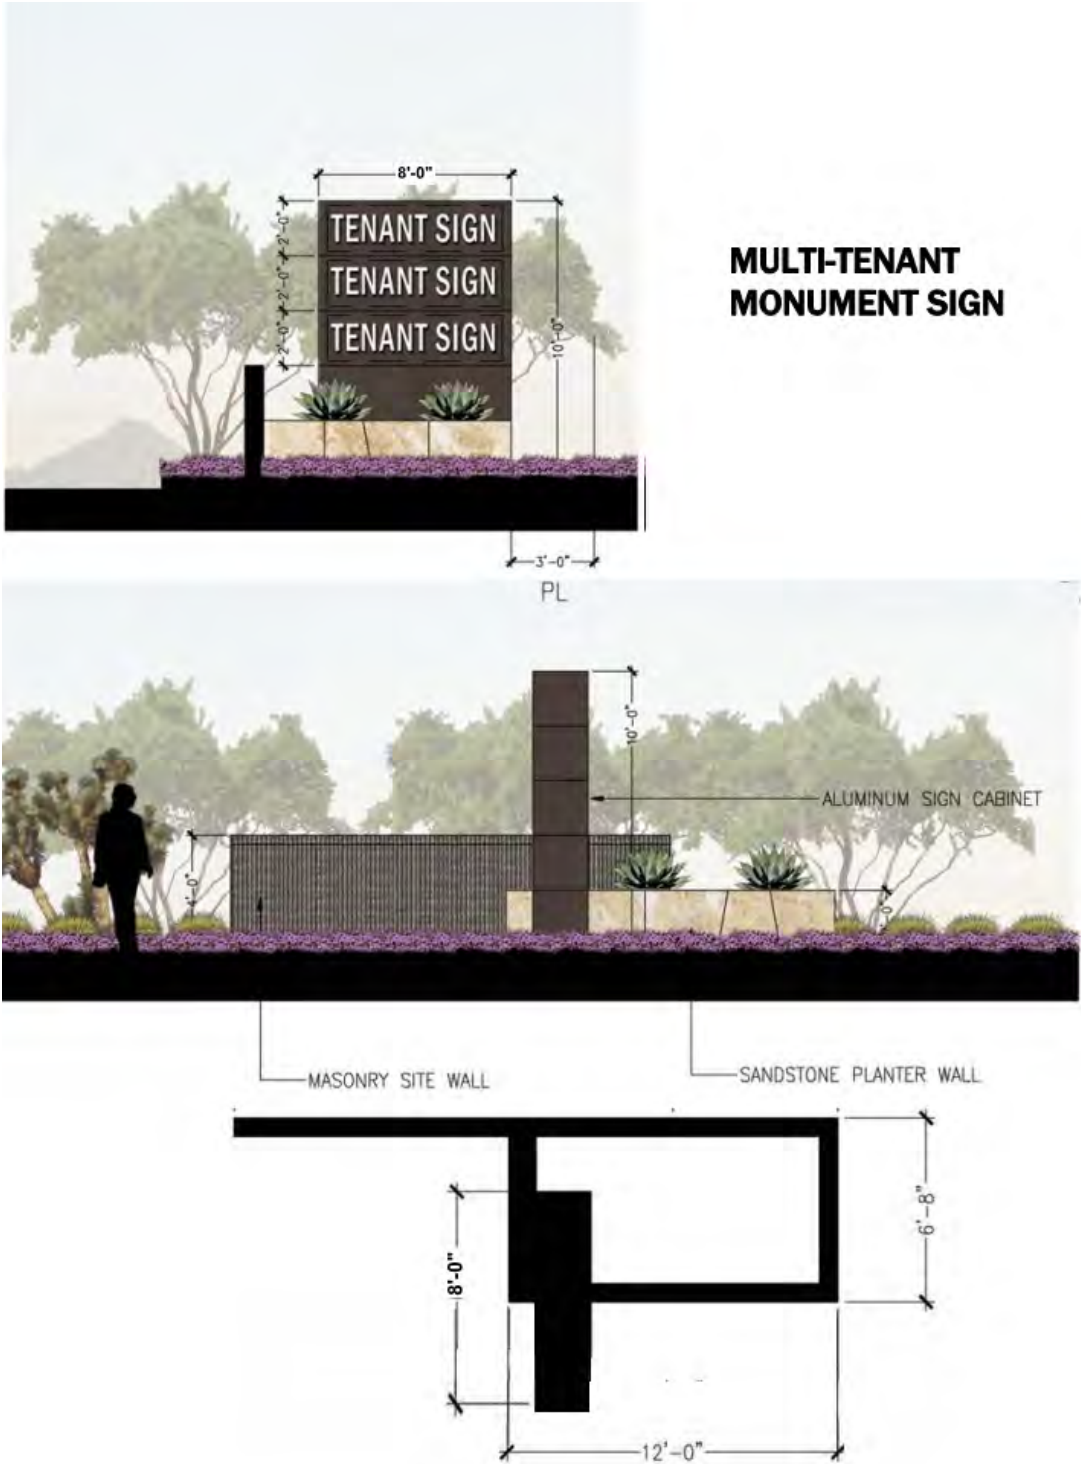 8'-0"
2'-0"
TENANT SIGN
2'-0"
TENANT SIGN
2'-0"
TENANT SIGN
10'-0"
MULTI-TENANT
MONUMENT SIGN
3'-0"
PL
10'-0"
ALUMINUM SIGN CABINET
MASONRY SITE WALL
SANDSTONE PLANTER WALL
6'-8"
8'-0"
12'-0"